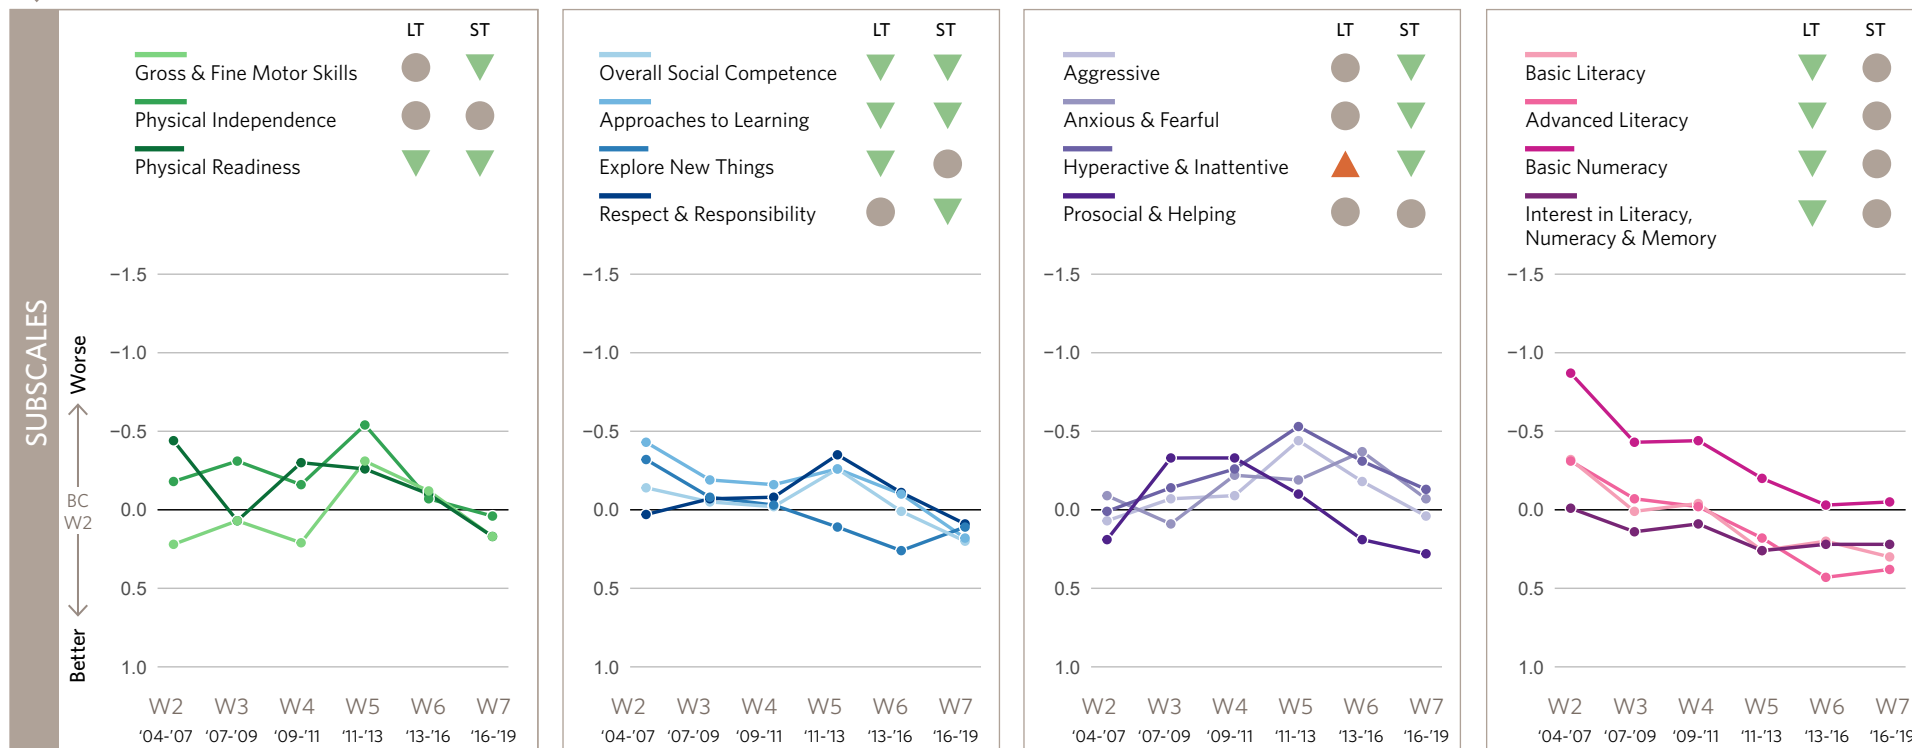 SUBSCALES
Worse
BC
W2
Better
LT ST
Gross & Fine Motor Skills
Physical Independence
Physical Readiness
−1.5
−1.0
−0.5
0.0
0.5
1.0
W2 W3 W4 W5 W6 W7
‘04-’07 ‘07-’09 ‘09-’11 ‘11-’13 ‘13-’16 ‘16-’19
LT ST
Overall Social Competence
Approaches to Learning
Explore New Things
Respect & Responsibility
−1.5
−1.0
−0.5
0.0
0.5
1.0
W2 W3 W4 W5 W6 W7
‘04-’07 ‘07-’09 ‘09-’11 ‘11-’13 ‘13-’16 ‘16-’19
LT ST
Aggressive
Anxious & Fearful
Hyperactive & Inattentive
Prosocial & Helping
−1.5
−1.0
−0.5
0.0
0.5
1.0
W2 W3 W4 W5 W6 W7
‘04-’07 ‘07-’09 ‘09-’11 ‘11-’13 ‘13-’16 ‘16-’19
LT ST
Basic Literacy
Advanced Literacy
Basic Numeracy
Interest in Literacy,
Numeracy & Memory
−1.5
−1.0
−0.5
0.0
0.5
1.0
W2 W3 W4 W5 W6 W7
‘04-’07 ‘07-’09 ‘09-’11 ‘11-’13 ‘13-’16 ‘16-’19